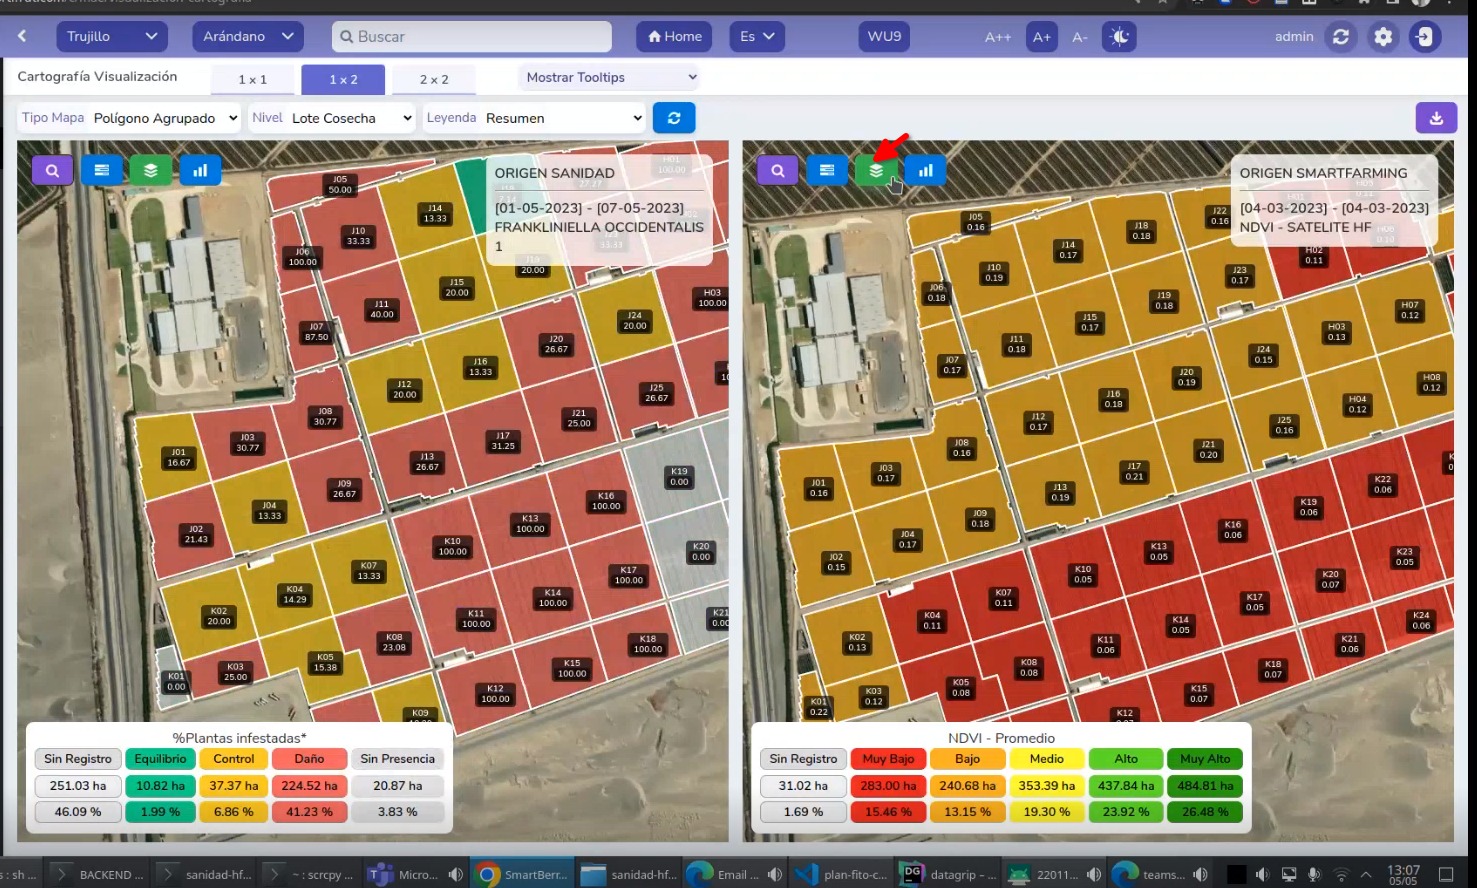 Trujillo
Arándano
Buscar
Home
Es
WU9
A++
A+
A-
admin
Cartografía Visualización
1 x 1
1 x 2
2 x 2
Mostrar Tooltips
Tipo Mapa Polígono Agrupado
Nivel Lote Cosecha
Leyenda Resumen
ORIGEN SANIDAD
[01-05-2023] - [07-05-2023]
FRANKLINIELLA OCCIDENTALIS
1
J05
50.00
J14
13.33
H01
100.00
J10
33.33
J06
100.00
J19
20.00
J15
20.00
J11
40.00
H03
100.00
J07
87.50
J24
20.00
J20
26.67
J16
13.33
J12
20.00
J25
26.67
J08
30.77
J21
25.00
J03
30.77
J17
31.25
J01
16.67
J13
26.67
K19
0.00
J09
26.67
J04
13.33
K16
100.00
J02
21.43
K13
100.00
K10
100.00
K20
0.00
K07
13.33
K17
100.00
K04
14.29
K14
100.00
K02
20.00
K11
100.00
K21
K08
23.08
K18
100.00
K05
15.38
K03
25.00
K15
100.00
K01
0.00
K12
100.00
K09
%Plantas infestadas*
Sin Registro Equilibrio Control Daño Sin Presencia
251.03 ha 10.82 ha 37.37 ha 224.52 ha 20.87 ha
46.09 % 1.99 % 6.86 % 41.23 % 3.83 %
ORIGEN SMARTFARMING
[04-03-2023] - [04-03-2023]
NDVI - SATELITE HF
J05
0.16
J22
0.16
J18
0.18
J14
0.17
H02
0.11
J10
0.19
J23
0.17
J06
0.18
J19
0.18
H07
0.12
J15
0.17
H03
0.13
J11
0.18
J24
0.15
J07
0.17
J20
0.19
H08
0.12
J16
0.18
H04
0.12
J12
0.17
J25
0.16
J08
0.16
J21
0.20
J03
0.17
J17
0.21
J01
0.16
J13
0.19
K22
0.06
K19
0.06
J09
0.18
K16
0.06
J04
0.17
K13
0.05
K23
0.05
J02
0.15
K10
0.05
K20
0.07
K07
0.11
K17
0.05
K04
0.11
K24
0.06
K14
0.05
K02
0.13
K11
0.06
K21
0.06
K08
0.08
K18
0.07
K05
0.08
K03
0.12
K15
0.07
K01
0.22
K12
NDVI - Promedio
Sin Registro Muy Bajo Bajo Medio Alto Muy Alto
31.02 ha 283.00 ha 240.68 ha 353.39 ha 437.84 ha 484.81 ha
1.69 % 15.46 % 13.15 % 19.30 % 23.92 % 26.48 %
s : sh ...
BACKEND ...
sanidad-hf...
~ : scrcpy ...
Micro...
SmartBerr...
sanidad-hf...
Email ...
plan-fito-c...
DG
datagrip – ...
22011...
teams...
13:07
05/05